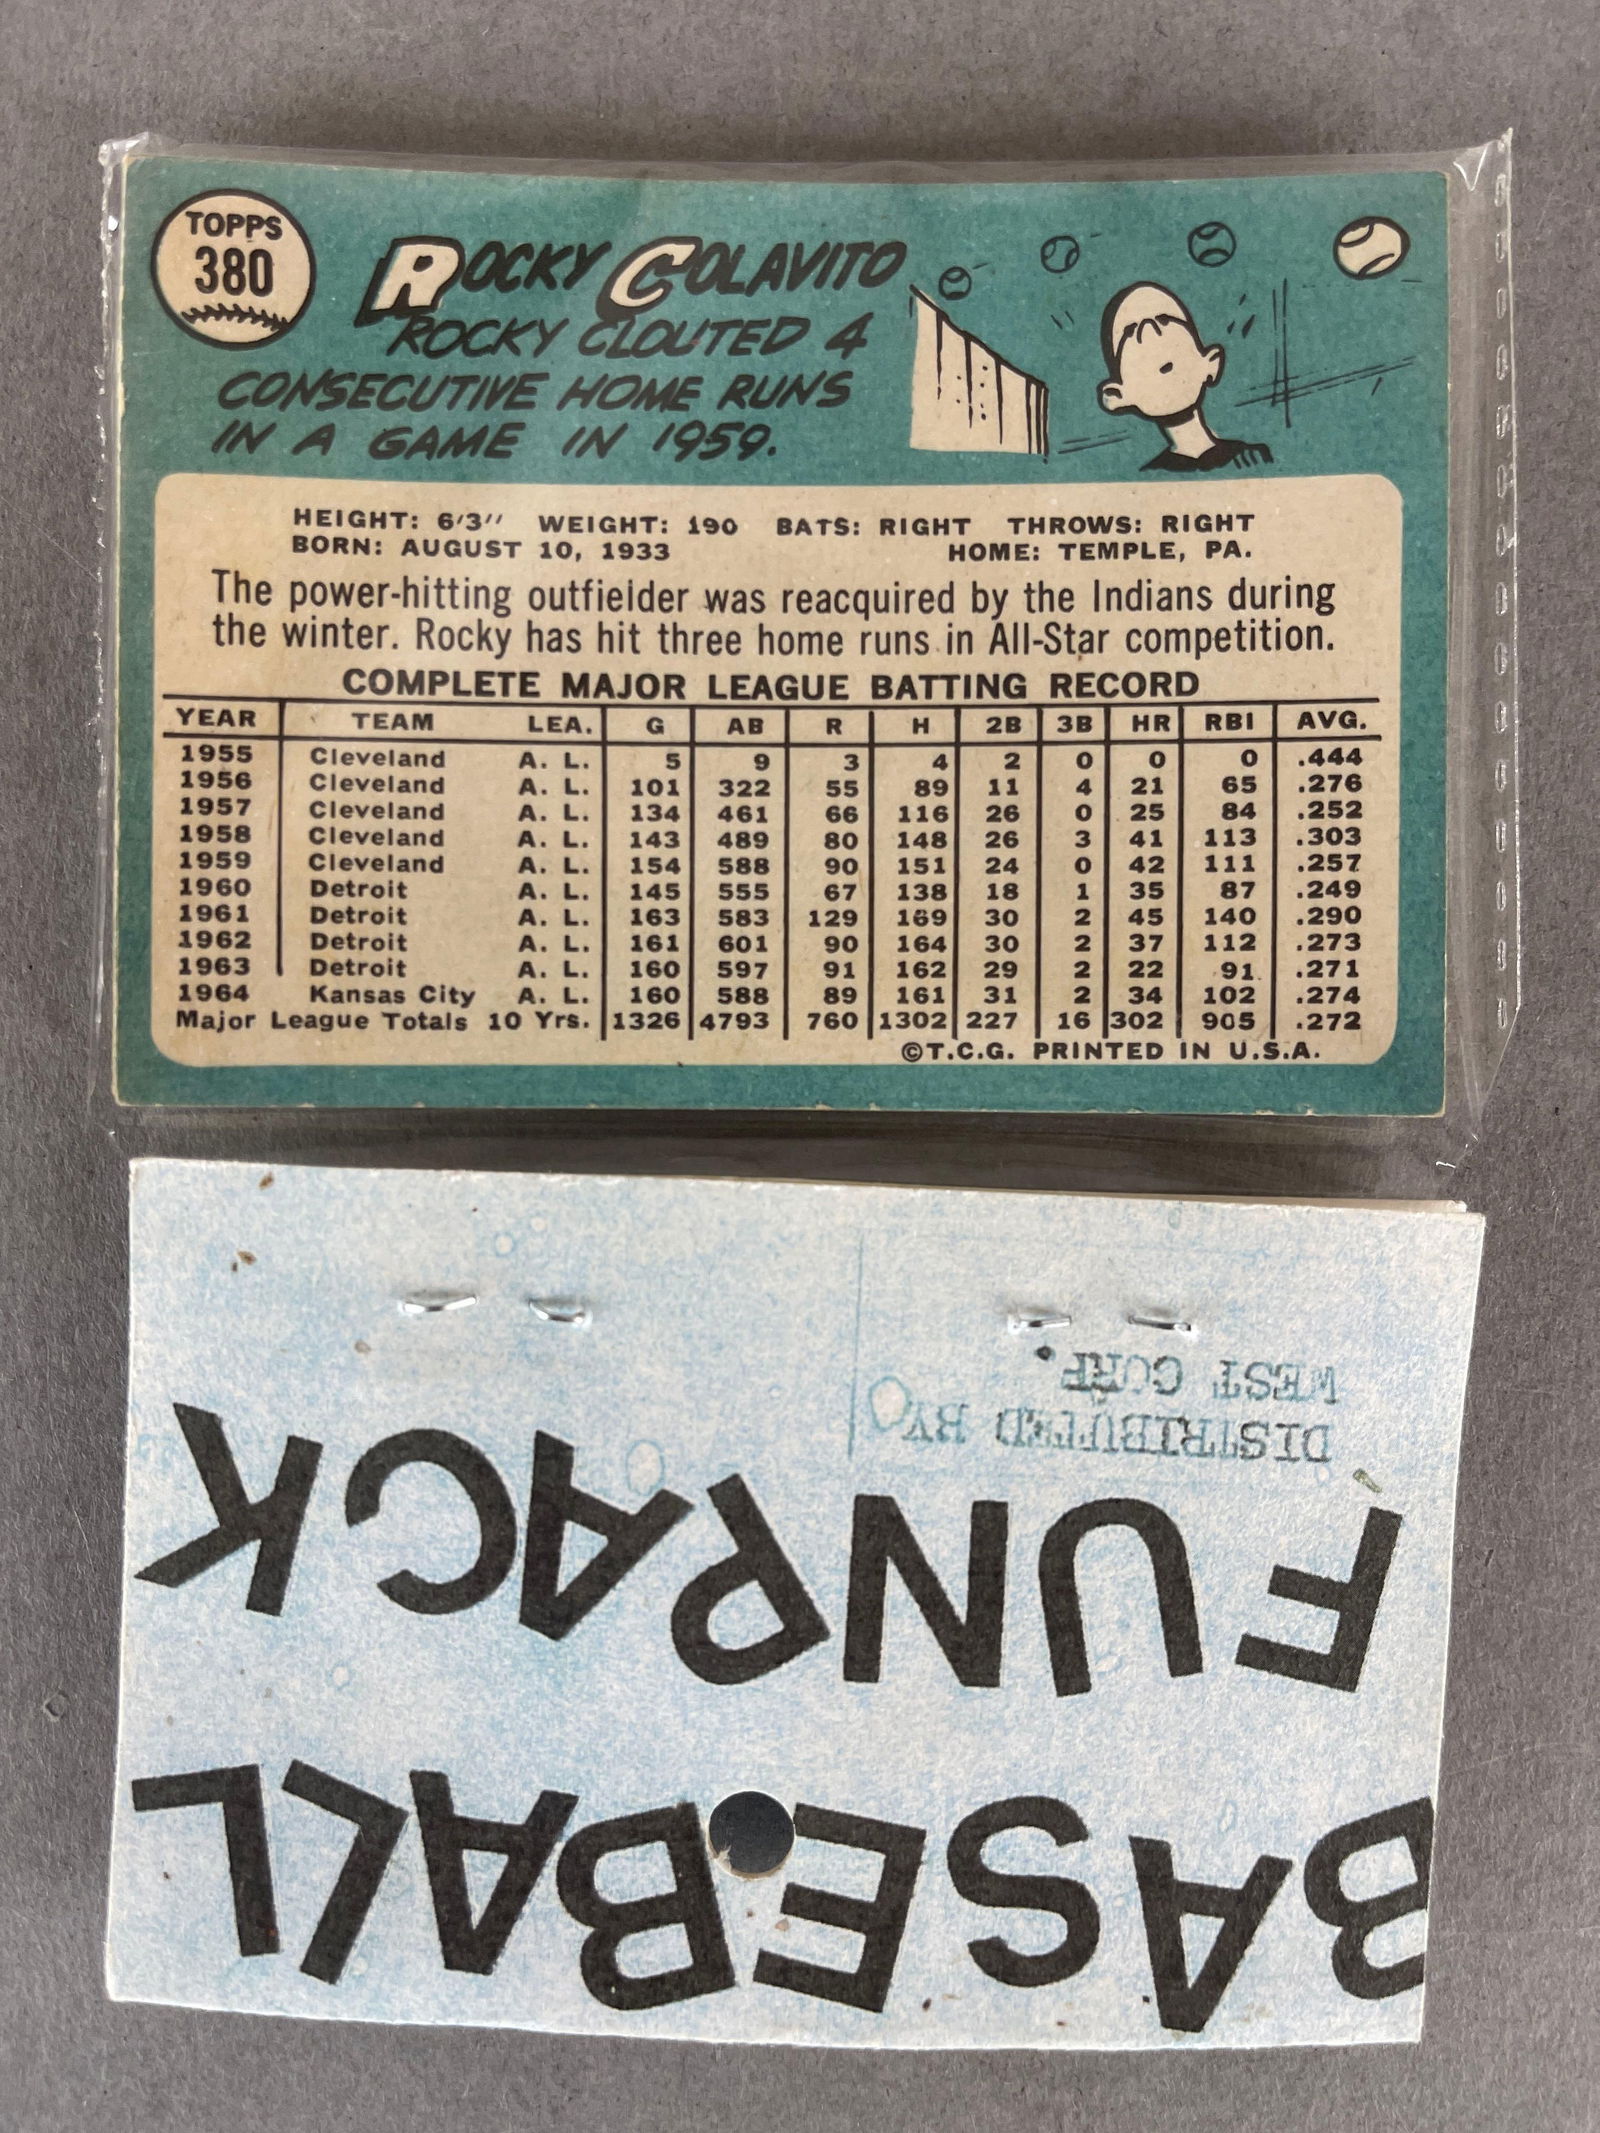 TOPPS
380
ROCKY COLAVITO
ROCKY CLOUTED 4
CONSECUTIVE HOME RUNS
IN A GAME IN 1959.
HEIGHT: 6'3" WEIGHT: 190 BATS: RIGHT THROWS: RIGHT
BORN: AUGUST 10, 1933 HOME: TEMPLE, PA.
The power-hitting outfielder was reacquired by the Indians during
the winter. Rocky has hit three home runs in All-Star competition.
COMPLETE MAJOR LEAGUE BATTING RECORD
YEAR TEAM LEA. G AB R H 2B 3B HR RBI AVG.
1955 Cleveland A. L. 5 9 3 4 2 0 0 0 .444
1956 Cleveland A. L. 101 322 55 89 11 4 21 65 .276
1957 Cleveland A. L. 134 461 66 116 26 0 25 84 .252
1958 Cleveland A. L. 143 489 80 148 26 3 41 113 .303
1959 Cleveland A. L. 154 588 90 151 24 0 42 111 .257
1960 Detroit A. L. 145 555 67 138 18 1 35 87 .249
1961 Detroit A. L. 163 583 129 169 30 2 45 140 .290
1962 Detroit A. L. 161 601 90 164 30 2 37 112 .273
1963 Detroit A. L. 160 597 91 162 29 2 22 91 .271
1964 Kansas City A. L. 160 588 89 161 31 2 34 102 .274
Major League Totals 10 Yrs. 1326 4793 760 1302 227 16 302 905 .272
©T.C.G. PRINTED IN U.S.A.
BASEBALL
FUNPACK
DISTRIBUTED BY
WEST CORP.